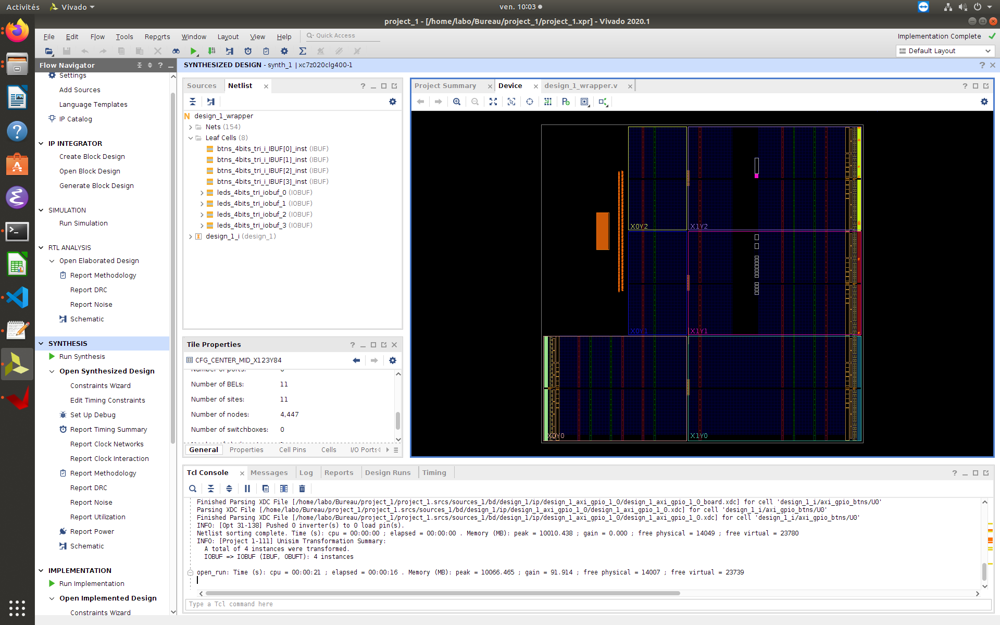 Activités Vivado ven. 10:03
project_1 - [/home/labo/Bureau/project_1/project_1.xpr] - Vivado 2020.1
File Edit Flow Tools Reports Window Layout View Help Quick Access Implementation Complete
Default Layout
Flow Navigator
Settings
Add Sources
Language Templates
IP Catalog
IP INTEGRATOR
Create Block Design
Open Block Design
Generate Block Design
SIMULATION
Run Simulation
RTL ANALYSIS
Open Elaborated Design
Report Methodology
Report DRC
Report Noise
Schematic
SYNTHESIS
Run Synthesis
Open Synthesized Design
Constraints Wizard
Edit Timing Constraints
Set Up Debug
Report Timing Summary
Report Clock Networks
Report Clock Interaction
Report Methodology
Report DRC
Report Noise
Report Utilization
Report Power
Schematic
IMPLEMENTATION
Run Implementation
Open Implemented Design
Constraints Wizard
SYNTHESIZED DESIGN - synth_1 | xc7z020clg400-1
Sources Netlist
design_1_wrapper
Nets (154)
Leaf Cells (8)
btns_4bits_tri_i_IBUF[0]_inst (IBUF)
btns_4bits_tri_i_IBUF[1]_inst (IBUF)
btns_4bits_tri_i_IBUF[2]_inst (IBUF)
btns_4bits_tri_i_IBUF[3]_inst (IBUF)
leds_4bits_tri_iobuf_0 (IOBUF)
leds_4bits_tri_iobuf_1 (IOBUF)
leds_4bits_tri_iobuf_2 (IOBUF)
leds_4bits_tri_iobuf_3 (IOBUF)
design_1_i (design_1)
Tile Properties
CFG_CENTER_MID_X123Y84
Number of ports:
Number of BELs: 11
Number of sites: 11
Number of nodes: 4,447
Number of switchboxes: 0
General Properties Cell Pins Cells I/O Ports
Project Summary Device design_1_wrapper.v
X0Y2 X1Y2
X0Y1 X1Y1
X0Y0 X1Y0
Tcl Console Messages Log Reports Design Runs Timing
Finished Parsing XDC File [/home/labo/Bureau/project_1/project_1.srcs/sources_1/bd/design_1/ip/design_1_axi_gpio_1_0/design_1_axi_gpio_1_0_board.xdc] for cell 'design_1_i/axi_gpio_btns/U0'
Parsing XDC File [/home/labo/Bureau/project_1/project_1.srcs/sources_1/bd/design_1/ip/design_1_axi_gpio_1_0/design_1_axi_gpio_1_0.xdc] for cell 'design_1_i/axi_gpio_btns/U0'
Finished Parsing XDC File [/home/labo/Bureau/project_1/project_1.srcs/sources_1/bd/design_1/ip/design_1_axi_gpio_1_0/design_1_axi_gpio_1_0.xdc] for cell 'design_1_i/axi_gpio_btns/U0'
INFO: [Opt 31-138] Pushed 0 inverter(s) to 0 load pin(s).
Netlist sorting complete. Time (s): cpu = 00:00:00 ; elapsed = 00:00:00 . Memory (MB): peak = 10010.438 ; gain = 0.000 ; free physical = 14049 ; free virtual = 23780
INFO: [Project 1-111] Unisim Transformation Summary:
A total of 4 instances were transformed.
IOBUF => IOBUF (IBUF, OBUFT): 4 instances
open_run: Time (s): cpu = 00:00:21 ; elapsed = 00:00:16 . Memory (MB): peak = 10066.465 ; gain = 91.914 ; free physical = 14007 ; free virtual = 23739
Type a Tcl command here